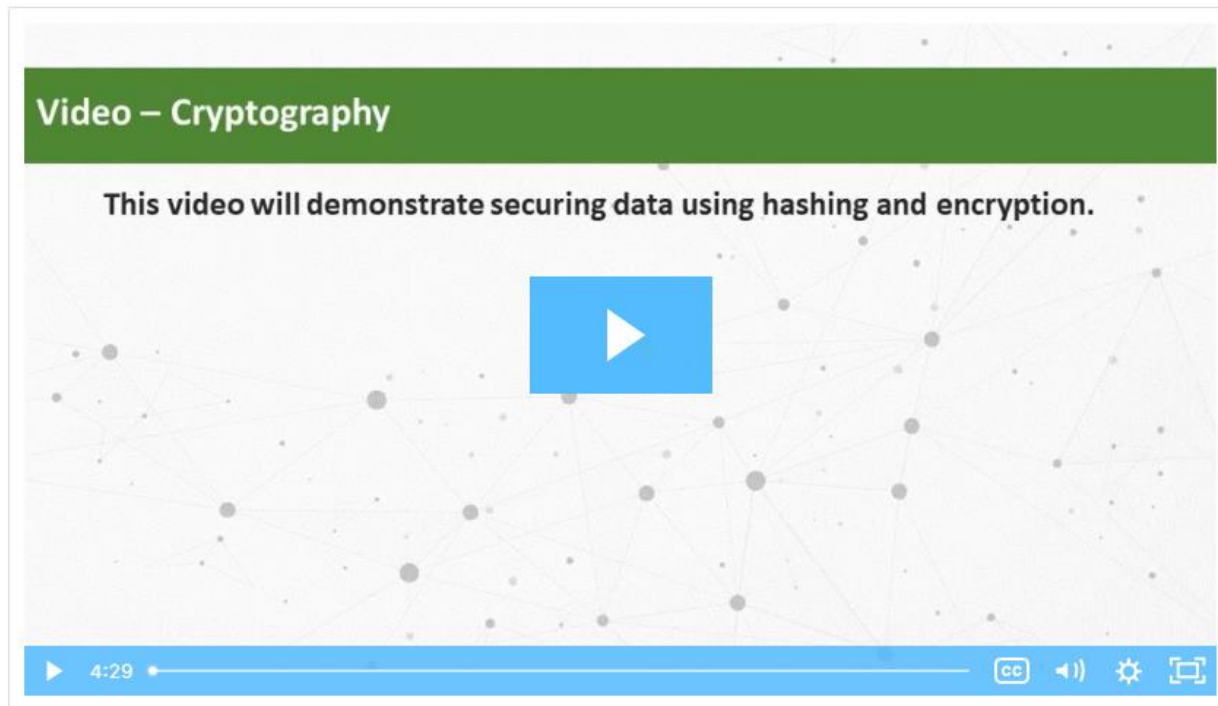 Video – Cryptography
This video will demonstrate securing data using hashing and encryption.
4:29
CC